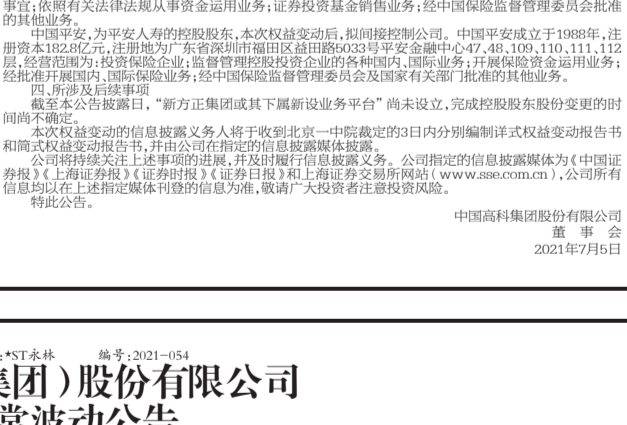 事宜；依照有关法律法规从事资金运用业务；证券投资基金销售业务；经中国保险监督管理委员会批准
的其他业务。
中国平安，为平安人寿的控股股东，本次权益变动后，拟间接控制公司。中国平安成立于1988年，注
册资本182.8亿元，注册地为广东省深圳市福田区益田路5033号平安金融中心47、48、109、110、111、112
层，经营范围为：投资保险企业；监督管理控股投资企业的各种国内、国际业务；开展保险资金运用业务；
经批准开展国内、国际保险业务；经中国保险监督管理委员会及国家有关部门批准的其他业务。
四、所涉及后续事项
截至本公告披露日，“新方正集团或其下属新设业务平台”尚未设立，完成控股股东股份变更的时
间尚不确定。
本次权益变动的信息披露义务人将于收到北京一中院裁定的3日内分别编制详式权益变动报告书
和简式权益变动报告书，并由公司在指定的信息披露媒体披露。
公司将持续关注上述事项的进展，并及时履行信息披露义务。公司指定的信息披露媒体为《中国证
券报》《上海证券报》《证券时报》《证券日报》和上海证券交易所网站（www.sse.com.cn），公司所有
信息均以在上述指定媒体刊登的信息为准，敬请广大投资者注意投资风险。
特此公告。
中国高科集团股份有限公司
董 事 会
2021年7月5日
:*ST永林 编号:2021-054
集团）股份有限公司
常波动公告